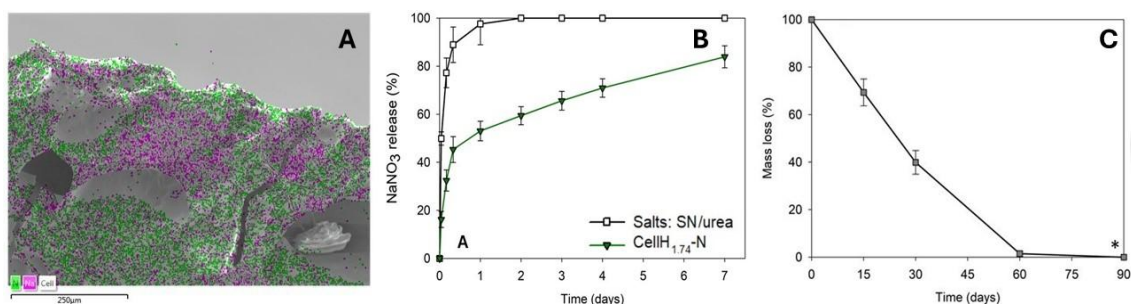 A
N Na Cell
250µm
B
NaNO3 release (%)
100
80
60
40
20
0
A
Salts: SN/urea
CellH1.74-N
0 1 2 3 4 5 6 7
Time (days)
C
Mass loss (%)
100
80
60
40
20
0
*
0 15 30 45 60 75 90
Time (days)